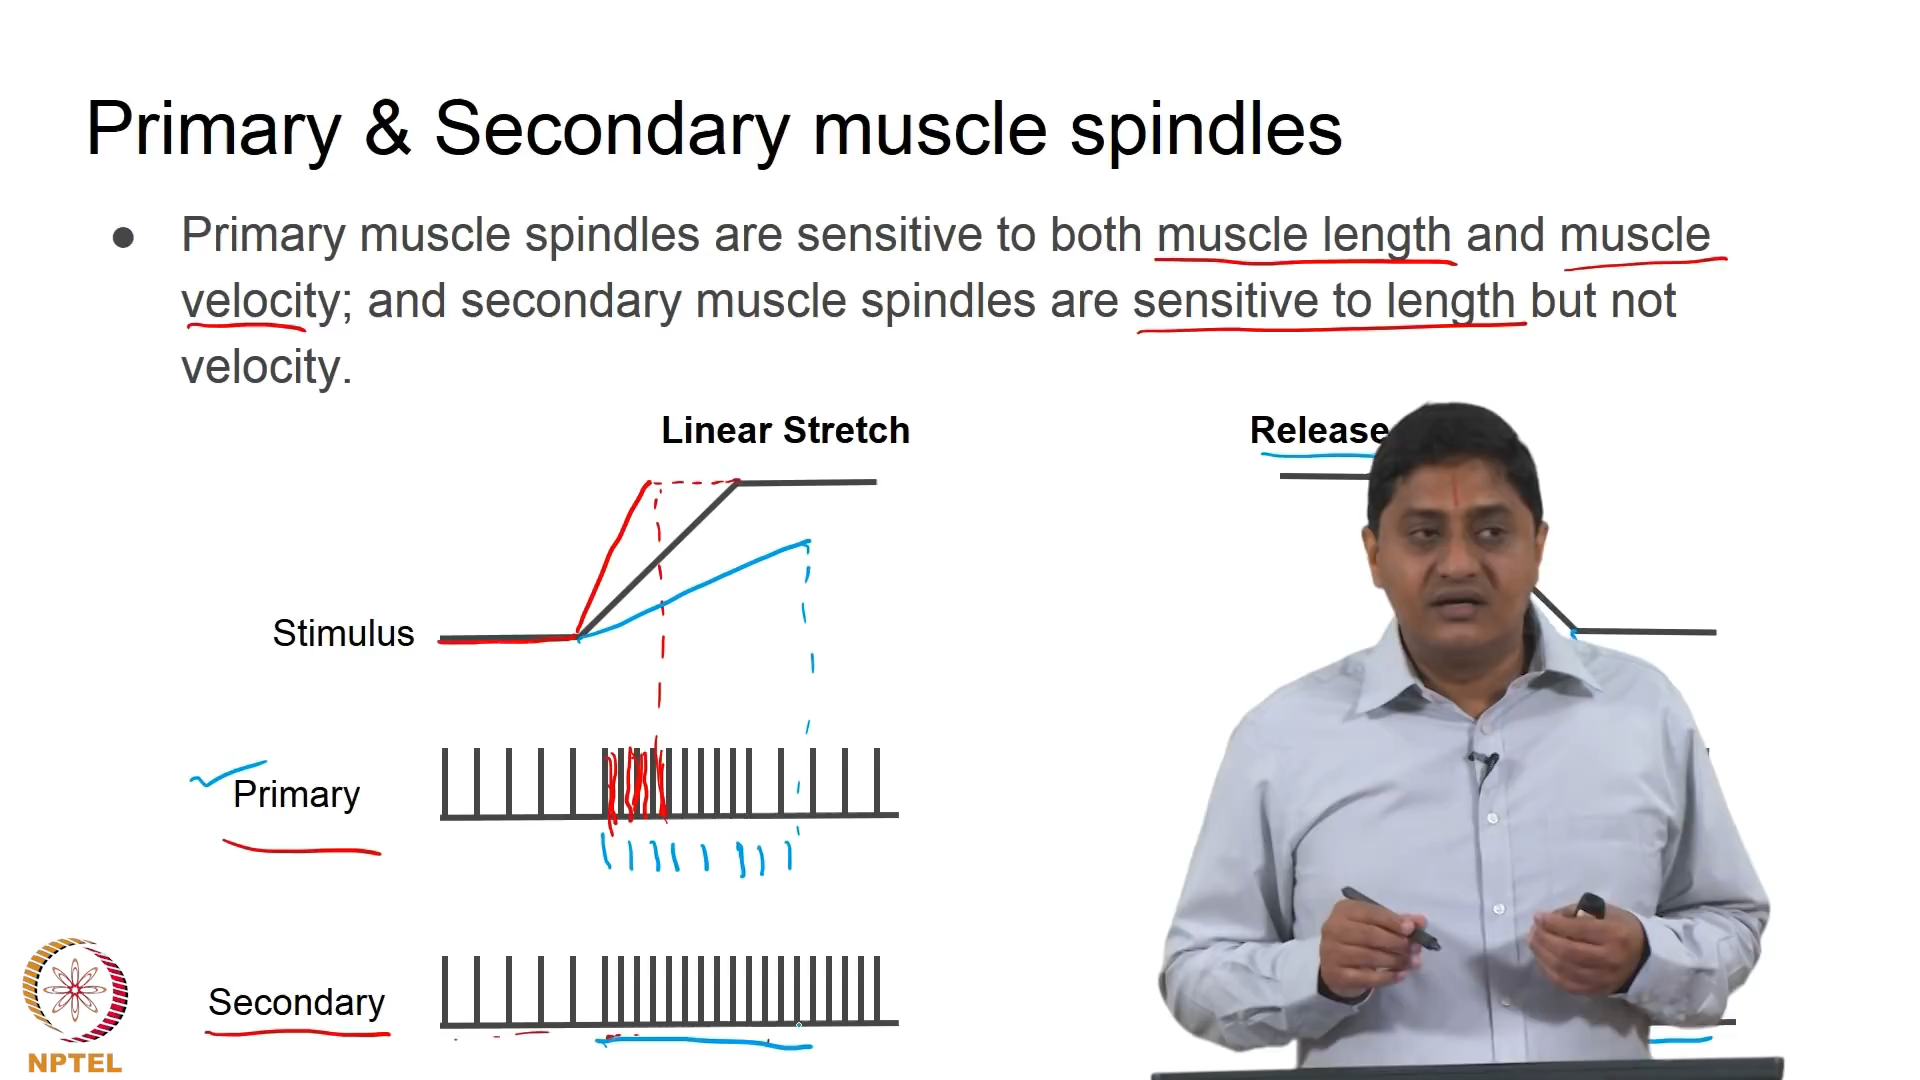 Primary & Secondary muscle spindles
● Primary muscle spindles are sensitive to both muscle length and muscle
velocity; and secondary muscle spindles are sensitive to length but not
velocity.
Linear Stretch
Release
Stimulus
Primary
Secondary
NPTEL